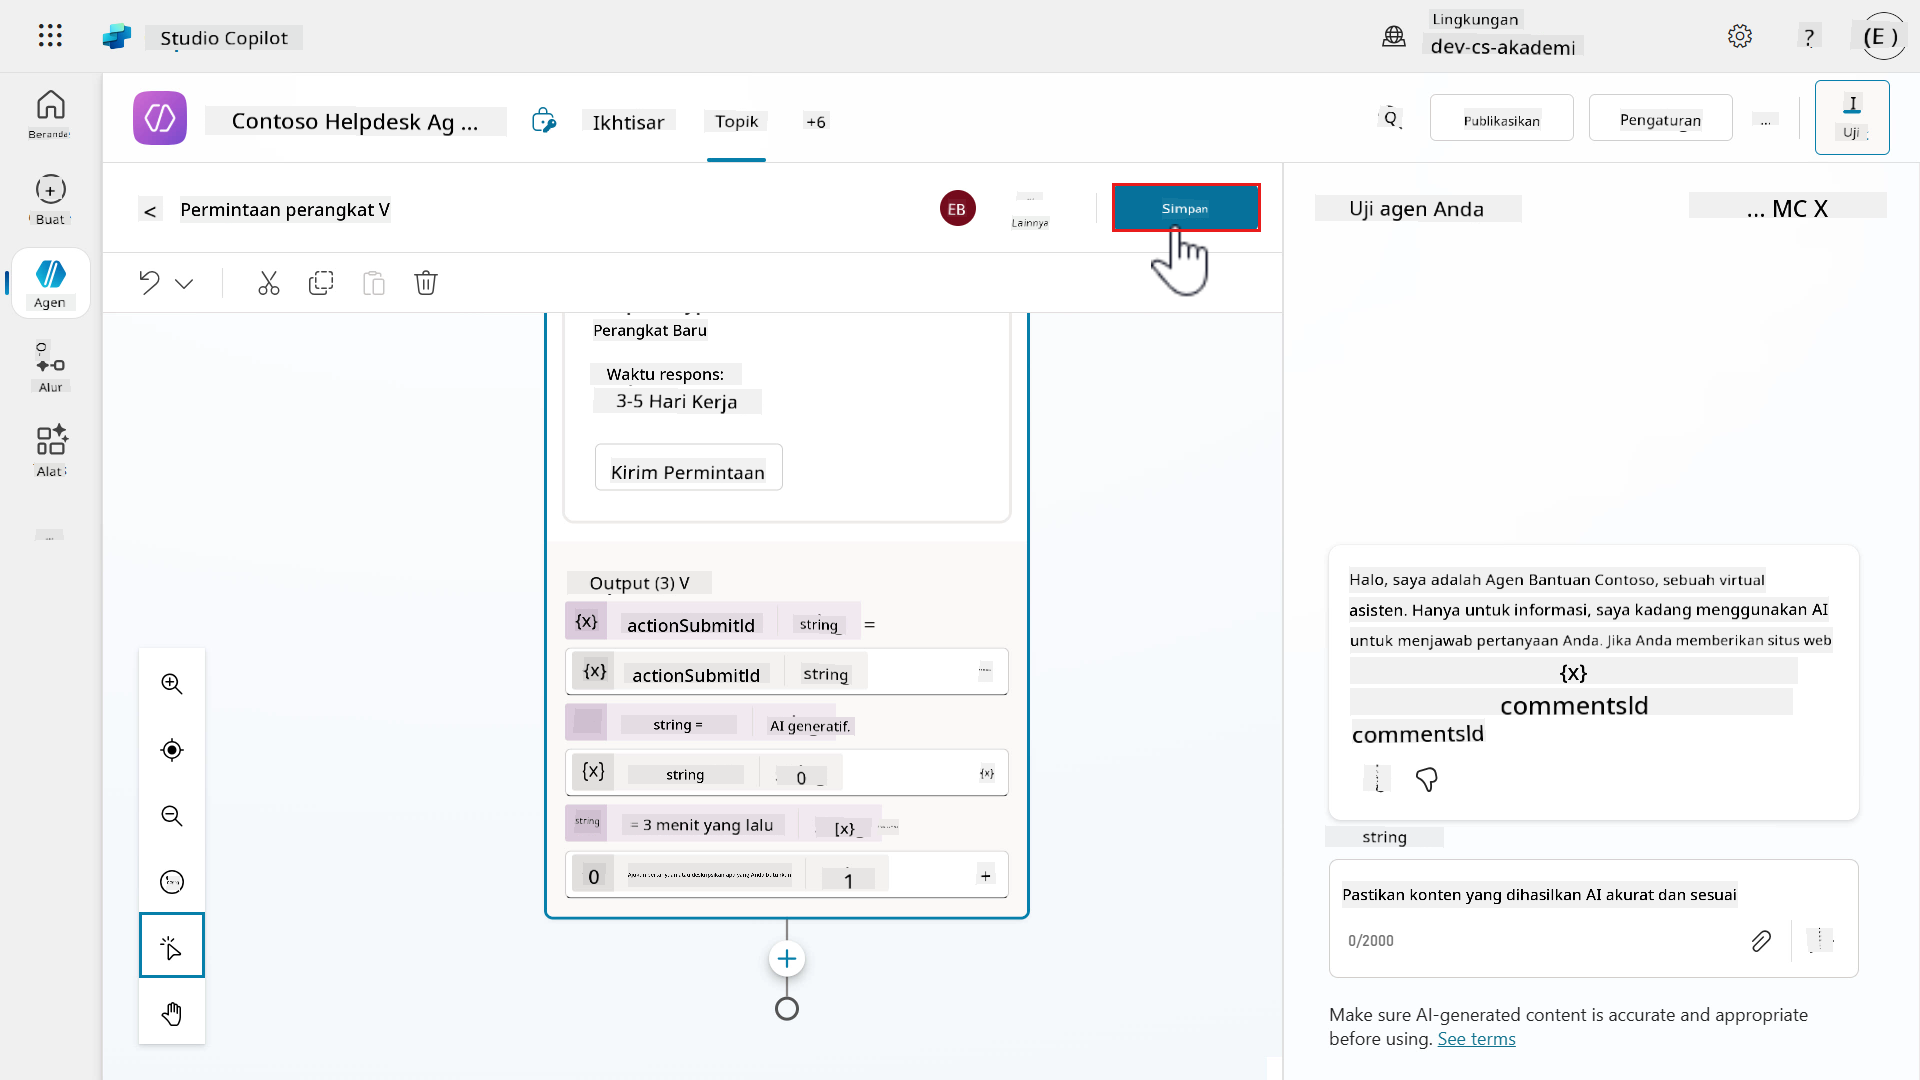 Studio Copilot
Lingkungan
dev-cs-akademi
?
(E )
Beranda
Buat
Agen
Alur
Alat
Contoso Helpdesk Ag ...
Ikhtisar
Topik
+6
Q
Publikasikan
Pengaturan
...
I
Uji
<
Permintaan perangkat V
EB
Lainnya
Simpan
Uji agen Anda
... MC X
Perangkat Baru
Waktu respons:
3-5 Hari Kerja
Kirim Permintaan
Output (3) V
{x} actionSubmitId string =
{x} actionSubmitId string
string = AI generatif.
{x} string 0 {x}
string = 3 menit yang lalu [x]
0 1 +
Halo, saya adalah Agen Bantuan Contoso, sebuah virtual
asisten. Hanya untuk informasi, saya kadang menggunakan AI
untuk menjawab pertanyaan Anda. Jika Anda memberikan situs web
{x}
commentsId
commentsId
string
Pastikan konten yang dihasilkan AI akurat dan sesuai
0/2000
Make sure AI-generated content is accurate and appropriate
before using. See terms